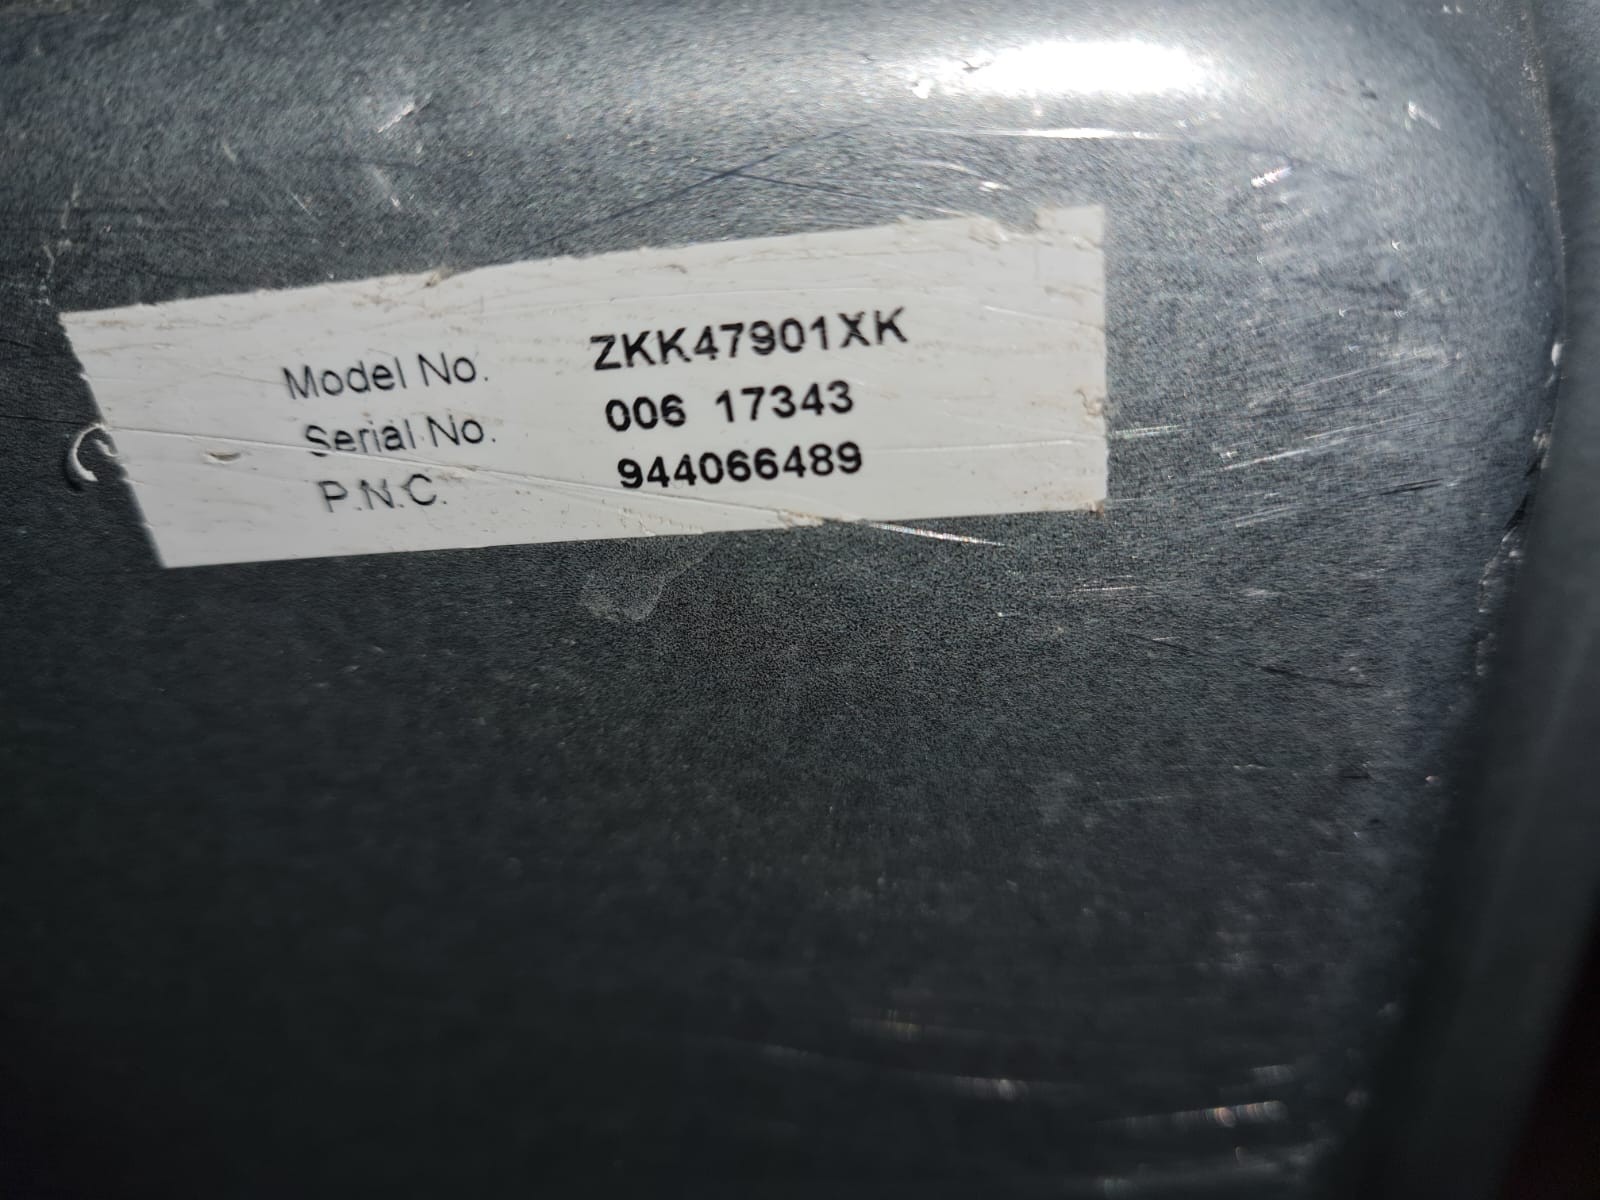 Model No. ZKK47901XK
Serial No. 006 17343
P.N.C. 944066489